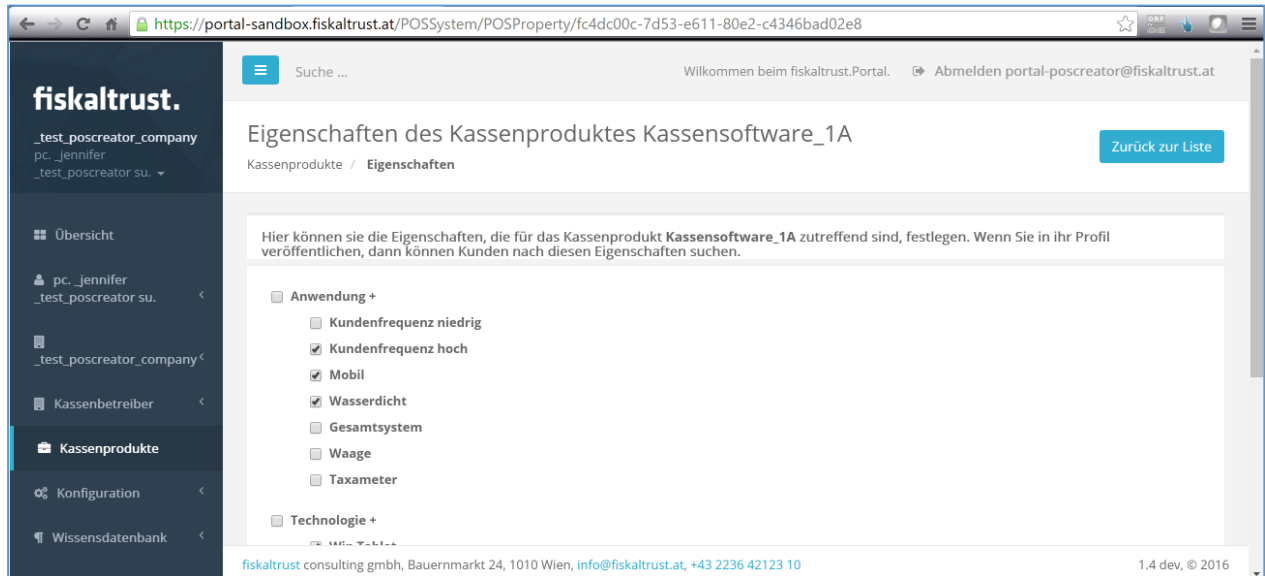 https://portal-sandbox.fiskaltrust.at/POSSystem/POSProperty/fc4dc00c-7d53-e611-80e2-c4346bad02e8
fiskaltrust.
_test_poscreator_company
pc. _jennifer
_test_poscreator su.
Übersicht
pc. _jennifer
_test_poscreator su.
_test_poscreator_company
Kassenbetreiber
Kassenprodukte
Konfiguration
Wissensdatenbank
Suche ...
Wilkommen beim fiskaltrust.Portal.
Abmelden portal-poscreator@fiskaltrust.at
Eigenschaften des Kassenproduktes Kassensoftware_1A
Kassenprodukte / Eigenschaften
Zurück zur Liste
Hier können sie die Eigenschaften, die für das Kassenprodukt Kassensoftware_1A zutreffend sind, festlegen. Wenn Sie in ihr Profil
veröffentlichen, dann können Kunden nach diesen Eigenschaften suchen.
Anwendung +
Kundenfrequenz niedrig
Kundenfrequenz hoch
Mobil
Wasserdicht
Gesamtsystem
Waage
Taxameter
Technologie +
Win Tablet
fiskaltrust consulting gmbh, Bauernmarkt 24, 1010 Wien, info@fiskaltrust.at, +43 2236 42123 10
1.4 dev, © 2016